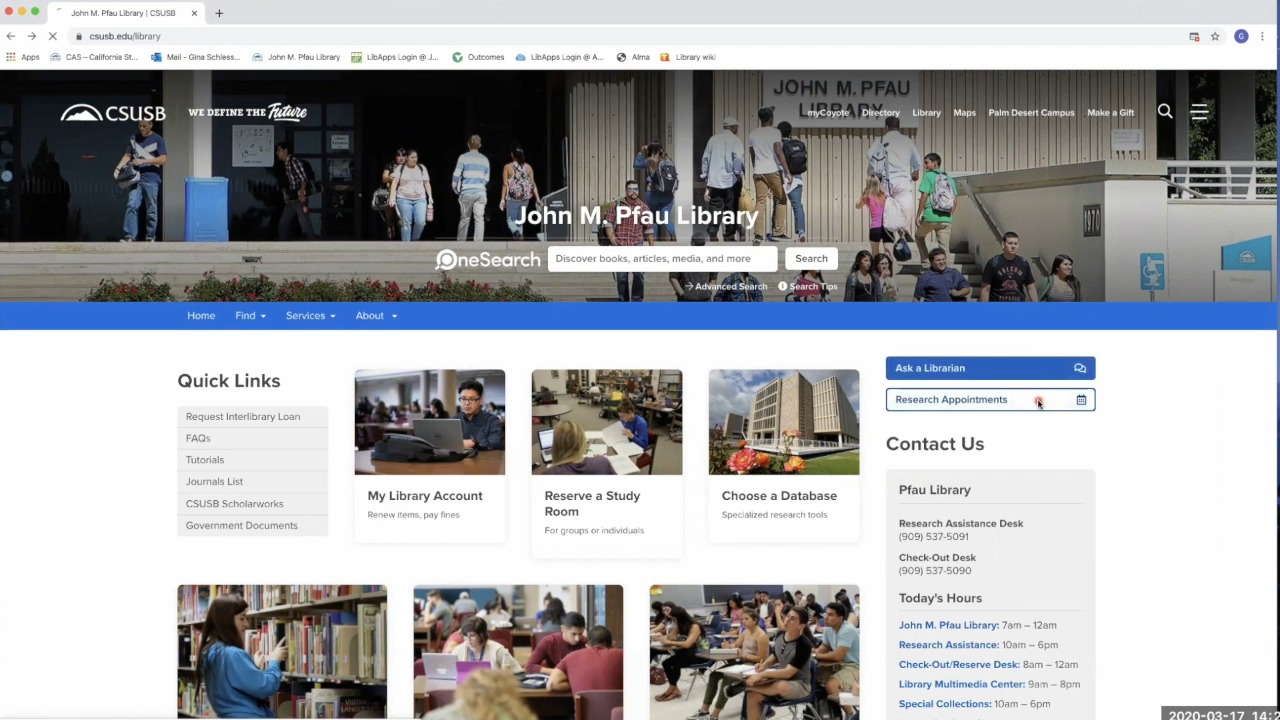 John M. Pfau Library | CSUSB
csusb.edu/library
G
Apps
CAS – California St...
Mail - Gina Schless...
John M. Pfau Library
LibApps Login @ J...
Outcomes
LibApps Login @ A...
Alma
Library wiki
JOHN M. PFAU
LIBRARY
CSUSB
WE DEFINE THE Future
myCoyote
Directory
Library
Maps
Palm Desert Campus
Make a Gift
1970
John M. Pfau Library
OneSearch
Discover books, articles, media, and more
Search
Advanced Search
Search Tips
Home
Find
Services
About
Quick Links
Request Interlibrary Loan
FAQs
Tutorials
Journals List
CSUSB Scholarworks
Government Documents
My Library Account
Renew items, pay fines
Reserve a Study
Room
For groups or individuals
Choose a Database
Specialized research tools
Ask a Librarian
Research Appointments
Contact Us
Pfau Library
Research Assistance Desk
(909) 537-5091
Check-Out Desk
(909) 537-5090
Today's Hours
John M. Pfau Library: 7am – 12am
Research Assistance: 10am – 6pm
Check-Out/Reserve Desk: 8am – 12am
Library Multimedia Center: 9am – 8pm
Special Collections: 10am – 6pm